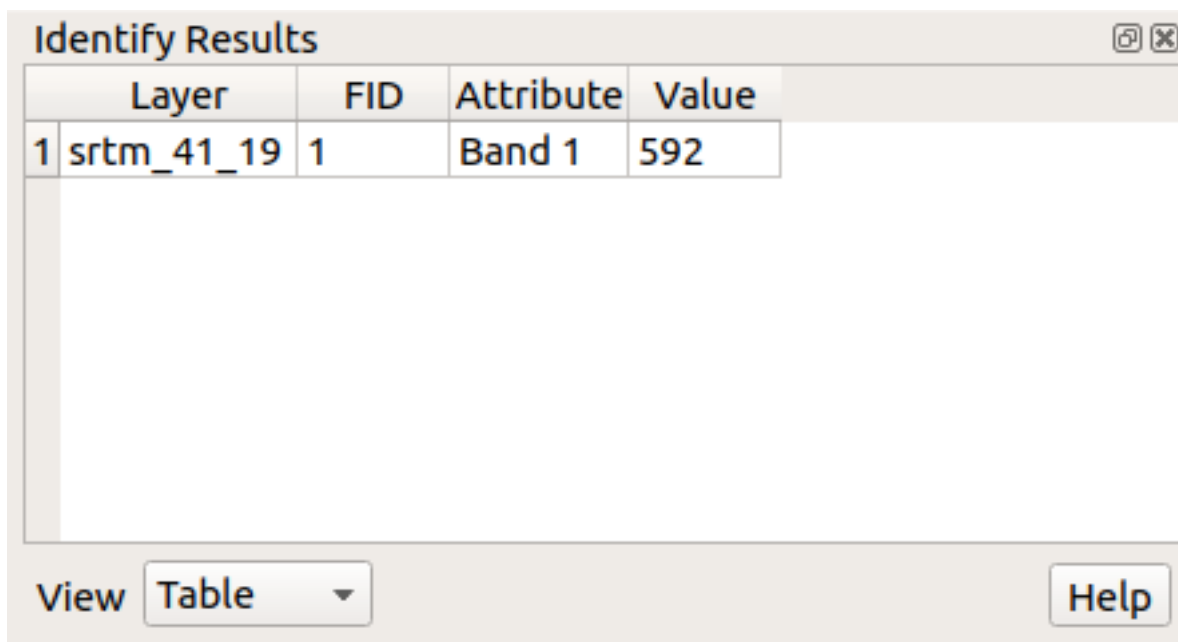 Identify Results
Layer FID Attribute Value
1 srtm_41_19 1 Band 1 592
View Table Help